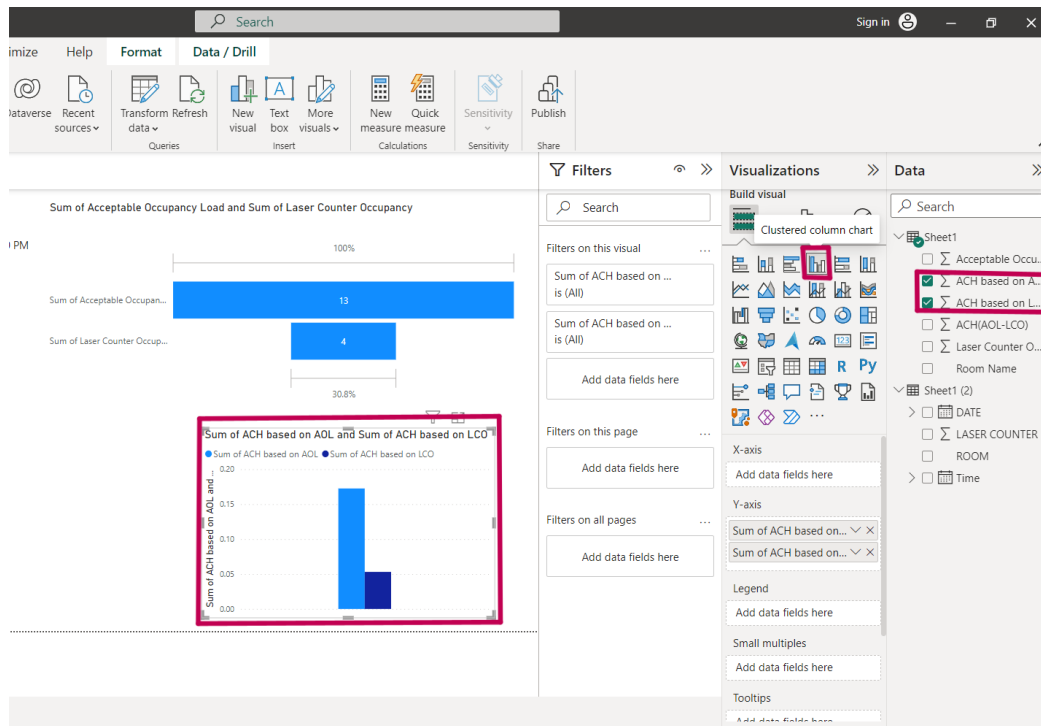 Search
Sign in
imize Help Format Data / Drill
Dataverse Recent sources
Transform data Refresh
New visual Text box More visuals
New measure Quick measure
Sensitivity
Publish
Queries Insert Calculations Sensitivity Share
Sum of Acceptable Occupancy Load and Sum of Laser Counter Occupancy
PM
100%
Sum of Acceptable Occupan... 13
Sum of Laser Counter Occup... 4
30.8%
Sum of ACH based on AOL and Sum of ACH based on LCO
Sum of ACH based on AOL Sum of ACH based on LCO
Sum of ACH based on AOL and ...
0.20
0.15
0.10
0.05
0.00
Filters
Search
Filters on this visual ...
Sum of ACH based on ...
is (All)
Sum of ACH based on ...
is (All)
Add data fields here
Filters on this page ...
Add data fields here
Filters on all pages ...
Add data fields here
Visualizations
Build visual
Clustered column chart
123
R Py
...
X-axis
Add data fields here
Y-axis
Sum of ACH based on...
Sum of ACH based on...
Legend
Add data fields here
Small multiples
Add data fields here
Tooltips
Add data fields here
Data
Search
Sheet1
Acceptable Occu...
ACH based on A...
ACH based on L...
ACH(AOL-LCO)
Laser Counter O...
Room Name
Sheet1 (2)
DATE
LASER COUNTER
ROOM
Time